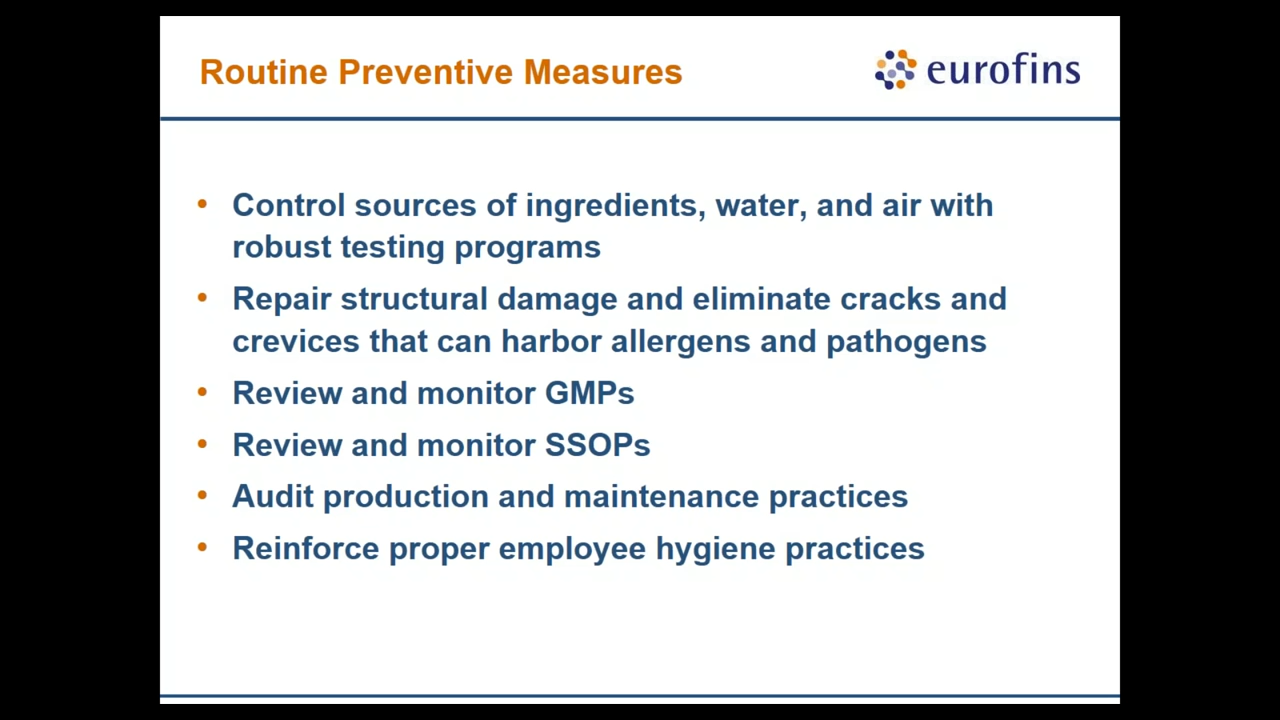 Routine Preventive Measures
eurofins
• Control sources of ingredients, water, and air with
robust testing programs
• Repair structural damage and eliminate cracks and
crevices that can harbor allergens and pathogens
• Review and monitor GMPs
• Review and monitor SSOPs
• Audit production and maintenance practices
• Reinforce proper employee hygiene practices